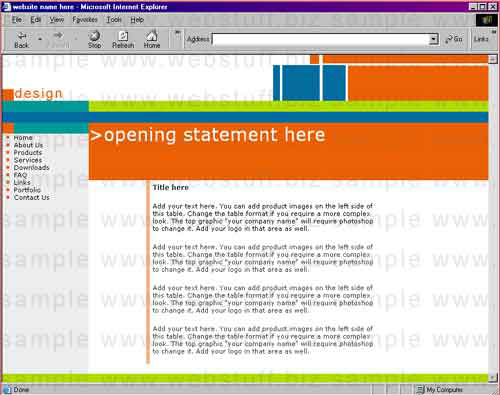 website name here - Microsoft Internet Explorer
File Edit View Favorites Tools Help
Back Forward Stop Refresh Home Address Go Links
design
>opening statement here
Home
About Us
Products
Services
Downloads
FAQ
Links
Portfolio
Contact Us
Title here
Add your text here. You can add product images on the left side of
this table. Change the table format if you require a more complex
look. The top graphic "your company name" will require photoshop
to change it. Add your logo in that area as well.
Add your text here. You can add product images on the left side of
this table. Change the table format if you require a more complex
look. The top graphic "your company name" will require photoshop
to change it. Add your logo in that area as well.
Add your text here. You can add product images on the left side of
this table. Change the table format if you require a more complex
look. The top graphic "your company name" will require photoshop
to change it. Add your logo in that area as well.
Add your text here. You can add product images on the left side of
this table. Change the table format if you require a more complex
look. The top graphic "your company name" will require photoshop
to change it. Add your logo in that area as well.
Done My Computer
sample www.webstuff.biz sample www